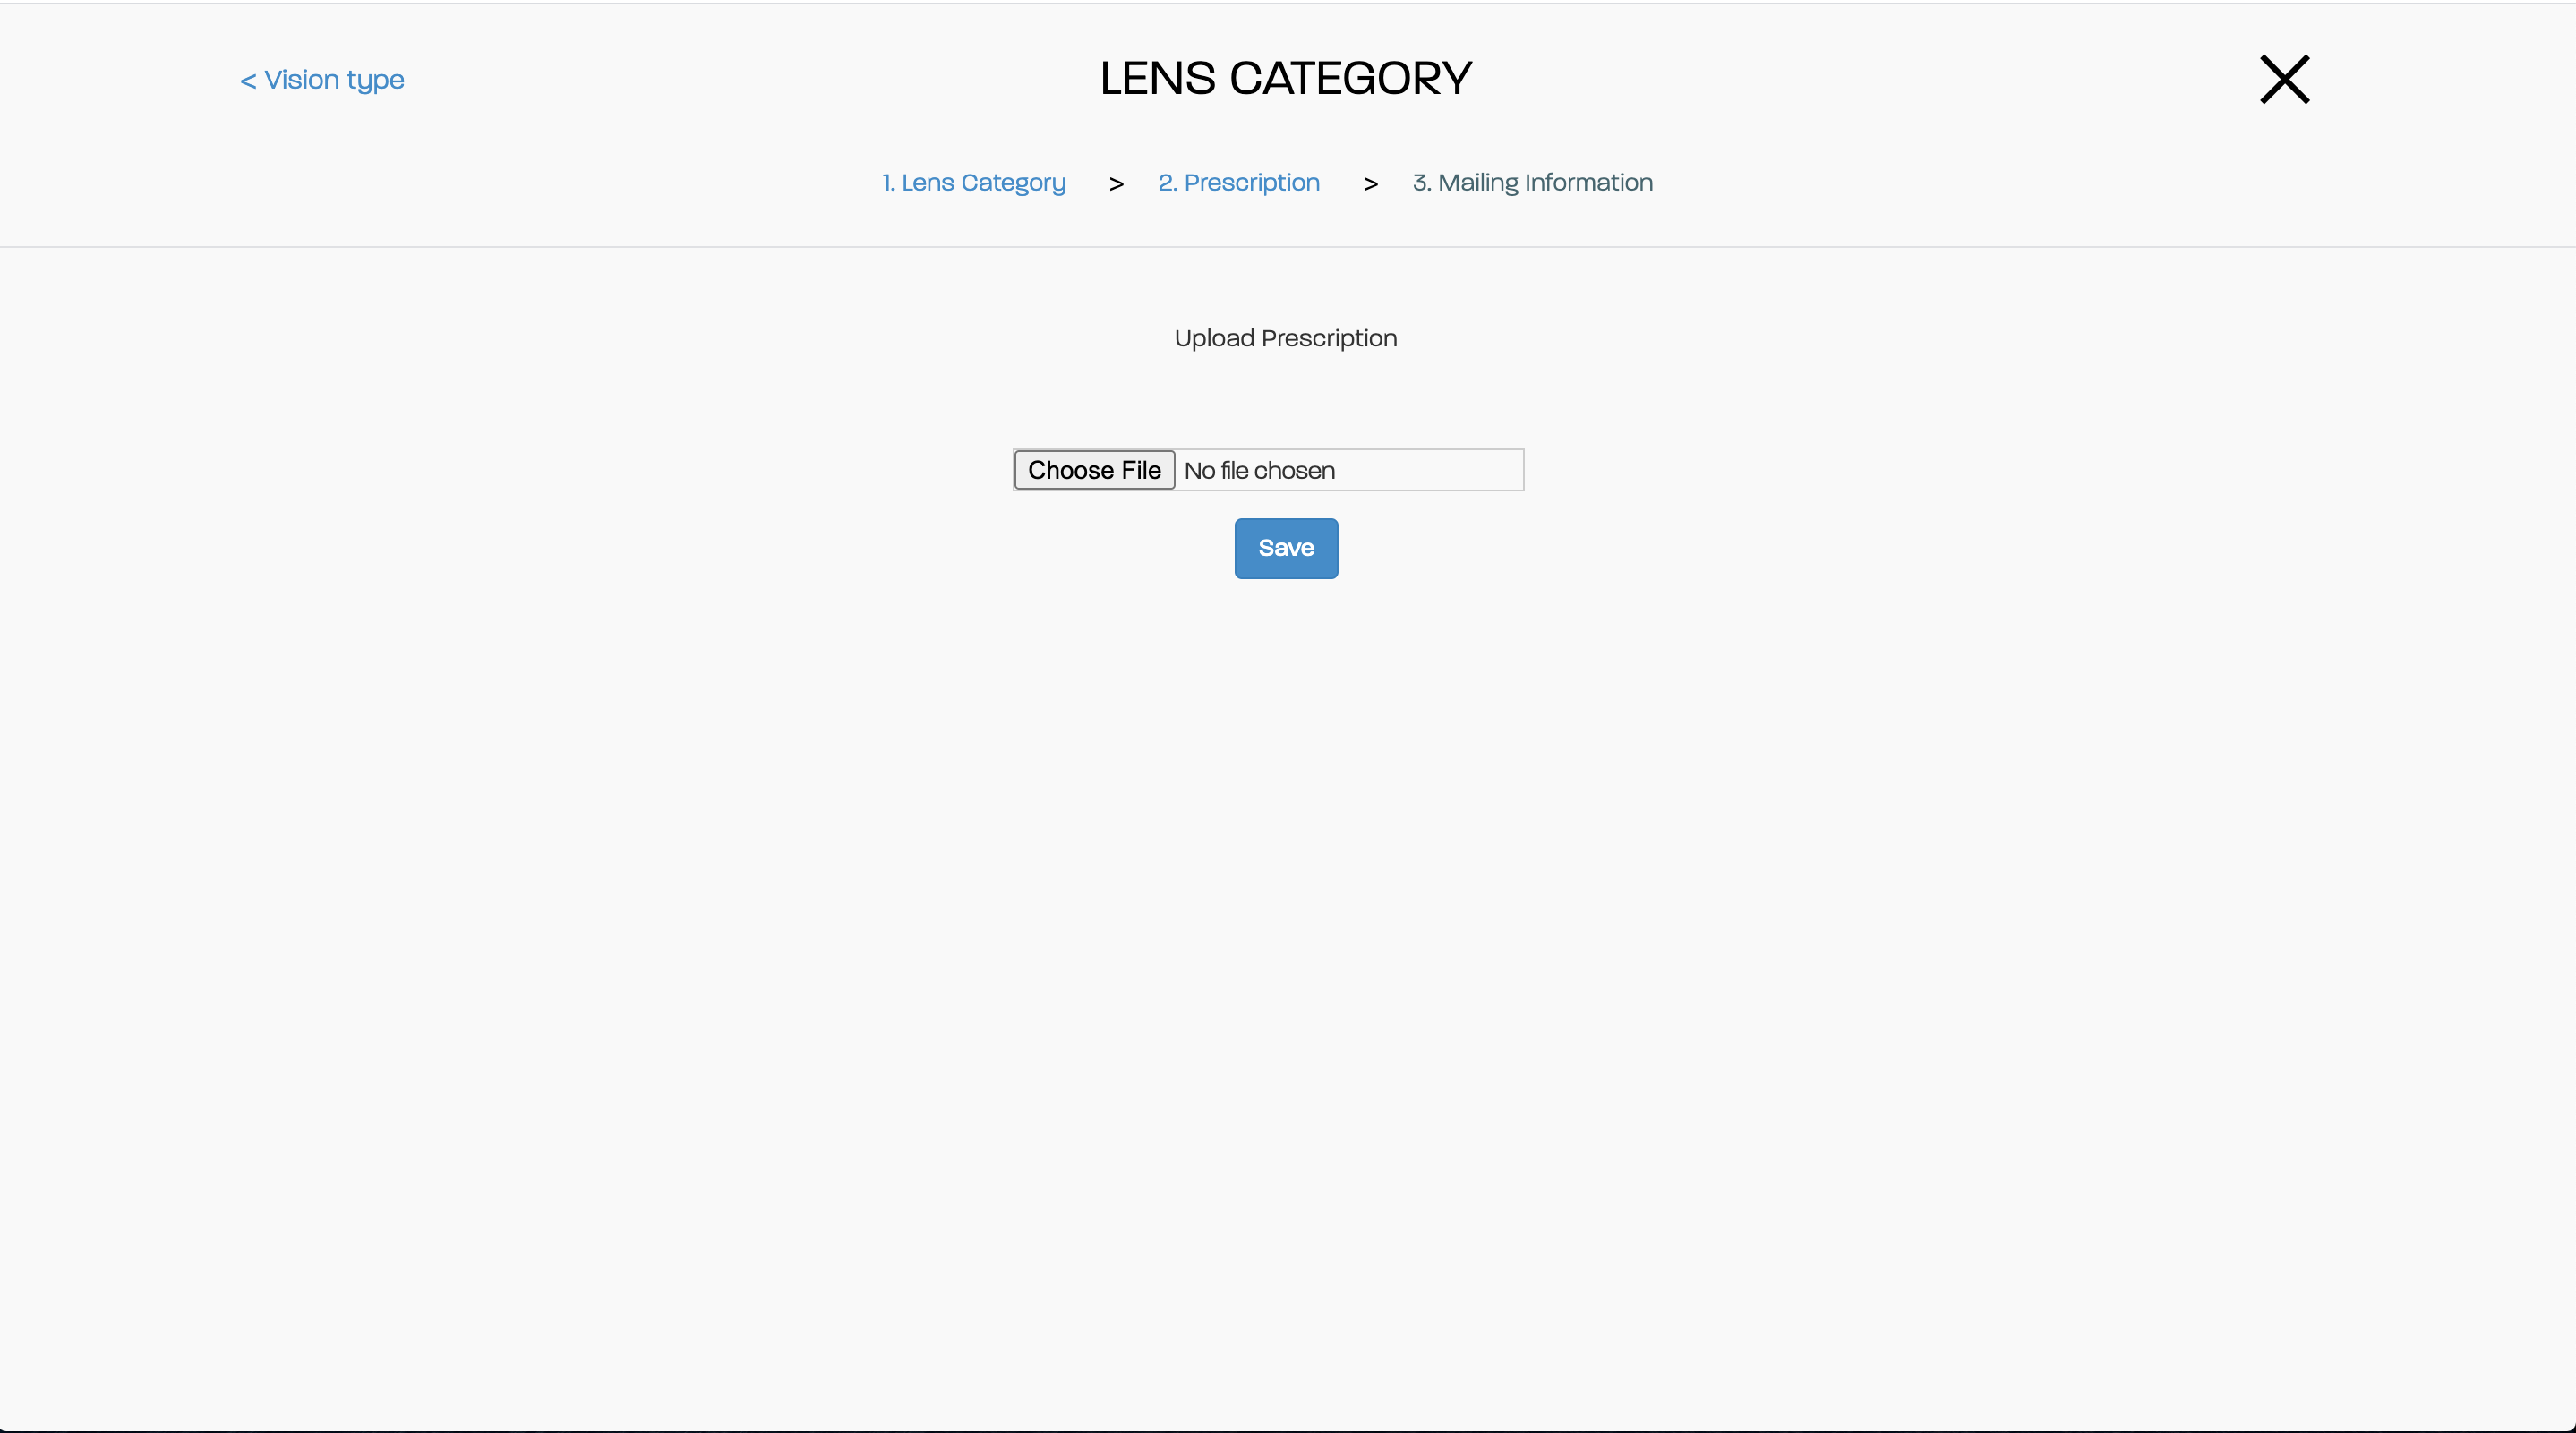 < Vision type
LENS CATEGORY
1. Lens Category > 2. Prescription > 3. Mailing Information
Upload Prescription
Choose File No file chosen
Save